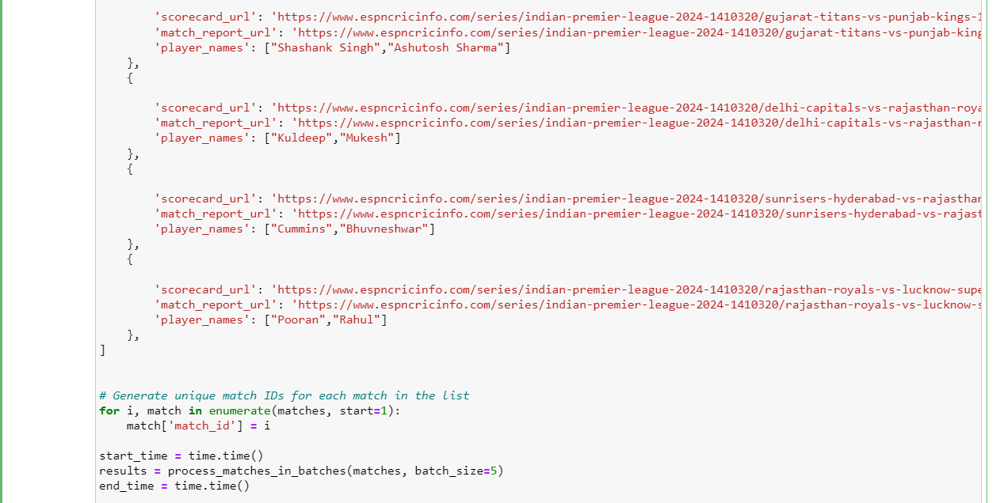 'scorecard_url': 'https://www.espncricinfo.com/series/indian-premier-league-2024-1410320/gujarat-titans-vs-punjab-kings-1
'match_report_url': 'https://www.espncricinfo.com/series/indian-premier-league-2024-1410320/gujarat-titans-vs-punjab-king
'player_names': ["Shashank Singh","Ashutosh Sharma"]
},
{
'scorecard_url': 'https://www.espncricinfo.com/series/indian-premier-league-2024-1410320/delhi-capitals-vs-rajasthan-roya
'match_report_url': 'https://www.espncricinfo.com/series/indian-premier-league-2024-1410320/delhi-capitals-vs-rajasthan-r
'player_names': ["Kuldeep","Mukesh"]
},
{
'scorecard_url': 'https://www.espncricinfo.com/series/indian-premier-league-2024-1410320/sunrisers-hyderabad-vs-rajasthan
'match_report_url': 'https://www.espncricinfo.com/series/indian-premier-league-2024-1410320/sunrisers-hyderabad-vs-rajast
'player_names': ["Cummins","Bhuvneshwar"]
},
{
'scorecard_url': 'https://www.espncricinfo.com/series/indian-premier-league-2024-1410320/rajasthan-royals-vs-lucknow-supe
'match_report_url': 'https://www.espncricinfo.com/series/indian-premier-league-2024-1410320/rajasthan-royals-vs-lucknow-s
'player_names': ["Pooran","Rahul"]
},
]
# Generate unique match IDs for each match in the list
for i, match in enumerate(matches, start=1):
match['match_id'] = i
start_time = time.time()
results = process_matches_in_batches(matches, batch_size=5)
end_time = time.time()